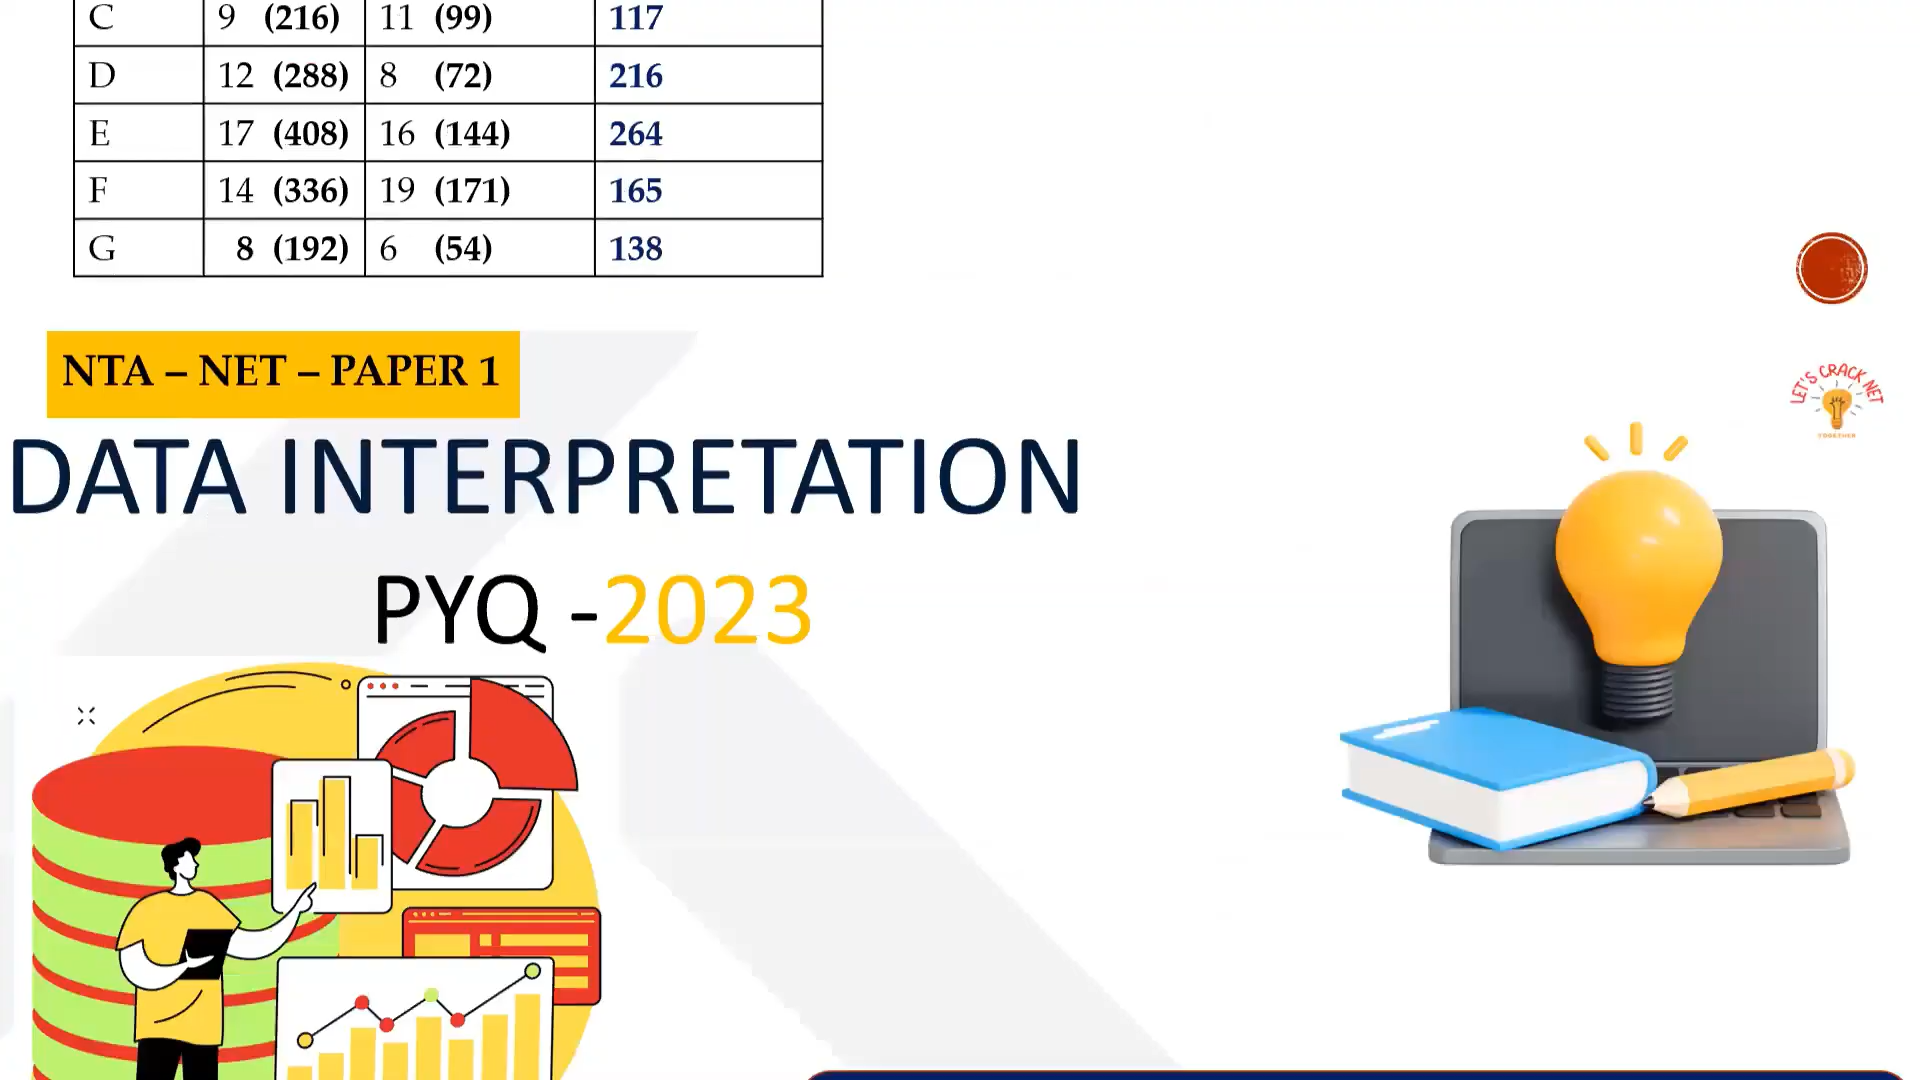 C 9 (216) 11 (99) 117
D 12 (288) 8 (72) 216
E 17 (408) 16 (144) 264
F 14 (336) 19 (171) 165
G 8 (192) 6 (54) 138
NTA – NET – PAPER 1
LET'S CRACK NET
TOGETHER
DATA INTERPRETATION
PYQ -2023